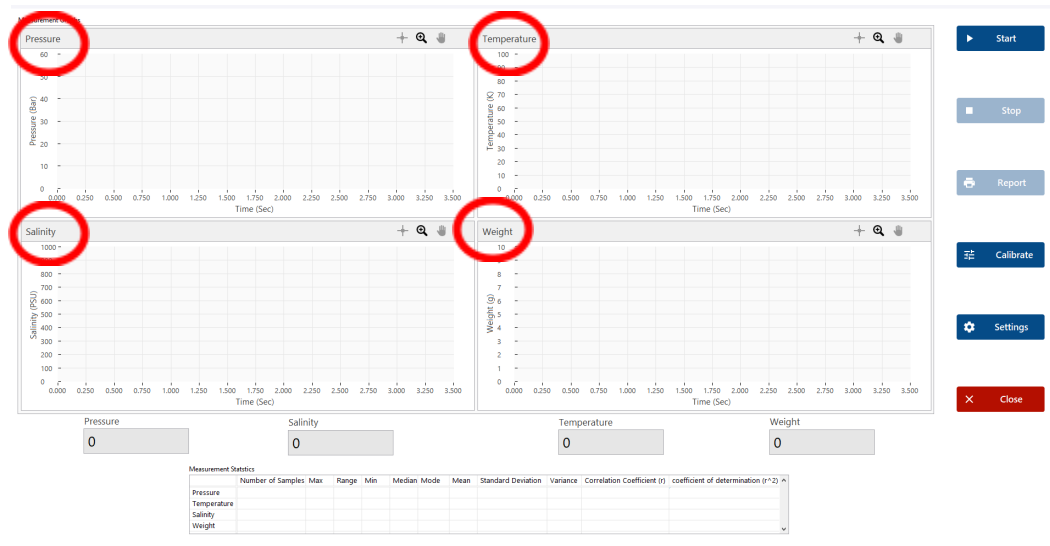 Measurement Graphs
Pressure
60
50
40
30
20
10
0
Pressure (Bar)
0.000 0.250 0.500 0.750 1.000 1.250 1.500 1.750 2.000 2.250 2.500 2.750 3.000 3.250 3.500
Time (Sec)
Temperature
100
90
80
70
60
50
40
30
20
10
0
Temperature (K)
0.000 0.250 0.500 0.750 1.000 1.250 1.500 1.750 2.000 2.250 2.500 2.750 3.000 3.250 3.500
Time (Sec)
Salinity
1000
800
700
600
500
400
300
200
100
0
Salinity (PSU)
0.000 0.250 0.500 0.750 1.000 1.250 1.500 1.750 2.000 2.250 2.500 2.750 3.000 3.250 3.500
Time (Sec)
Weight
10
8
7
6
5
4
3
2
1
0
Weight (g)
0.000 0.250 0.500 0.750 1.000 1.250 1.500 1.750 2.000 2.250 2.500 2.750 3.000 3.250 3.500
Time (Sec)
Start
Stop
Report
Calibrate
Settings
Close
Pressure Salinity Temperature Weight
0 0 0 0
Measurement Statstics
Number of Samples Max Range Min Median Mode Mean Standard Deviation Variance Correlation Coefficient (r) coefficient of determination (r^2)
Pressure
Temperature
Salinity
Weight